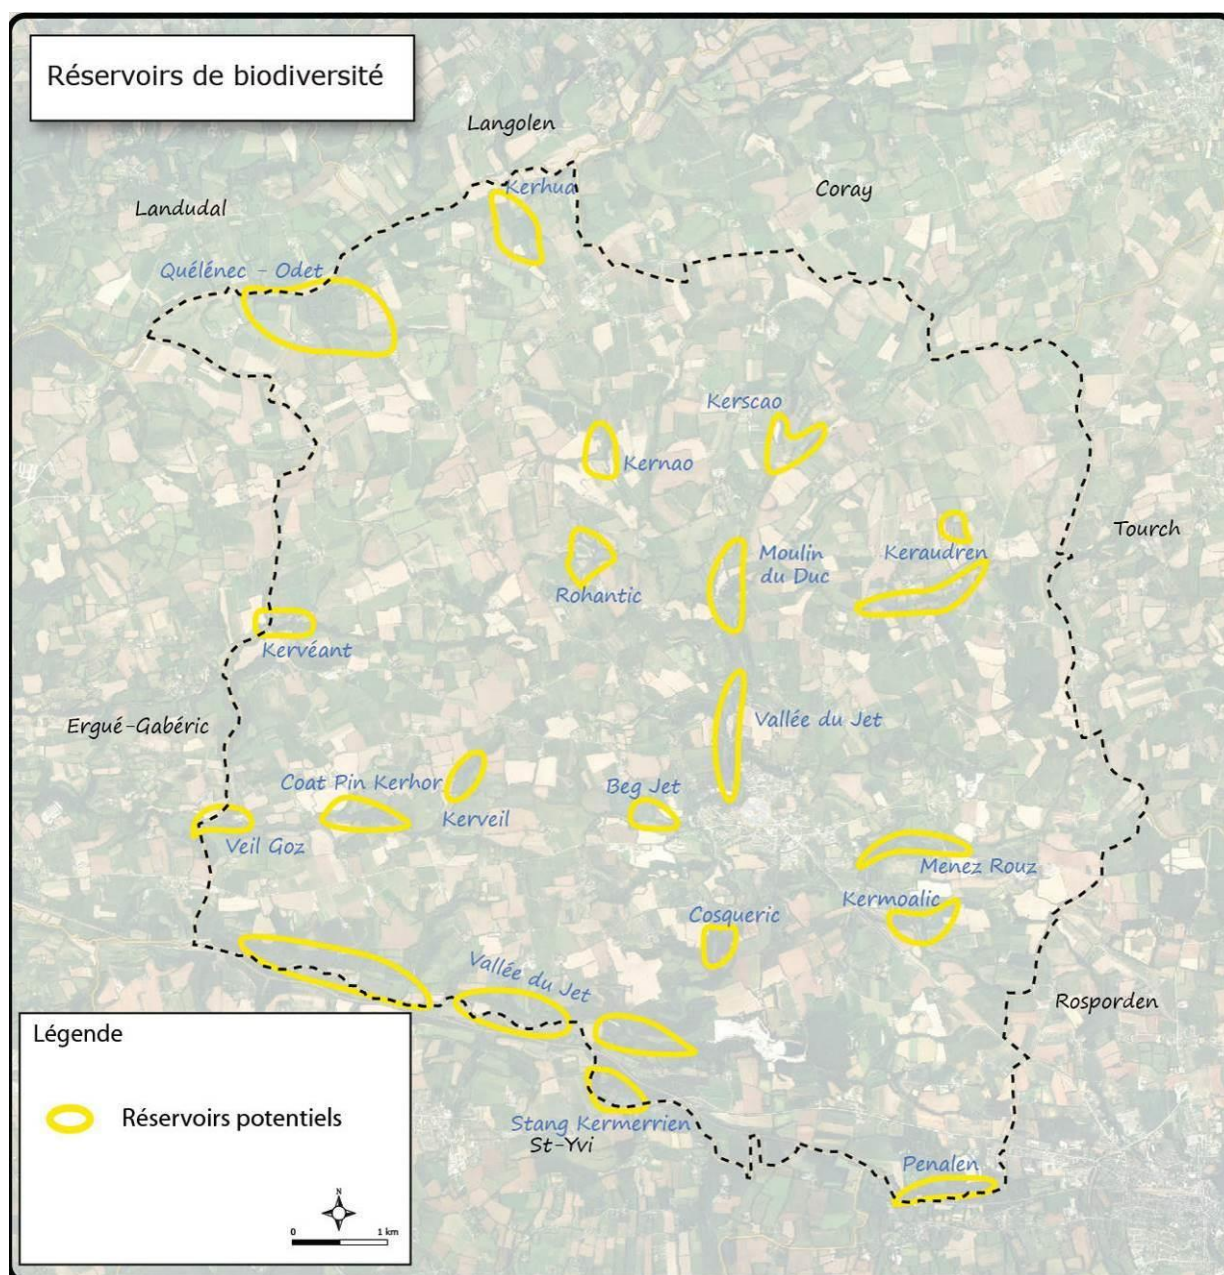 Réservoirs de biodiversité
Langolen
Kerhua
Coray
Landudal
Quélénec - Odet
Kerscao
Kernao
Tourch
Moulin
du Duc
Keraudren
Rohantic
Kervéant
Ergué-Gabéric
Vallée du Jet
Coat Pin Kerhor
Beg Jet
Kerveil
Veil Goz
Menez Rouz
Kermoalic
Cosqueric
Vallée du Jet
Rosporden
Légende
Réservoirs potentiels
Stang Kermerrien
St-Yvi
Penalen
N
0 1 km